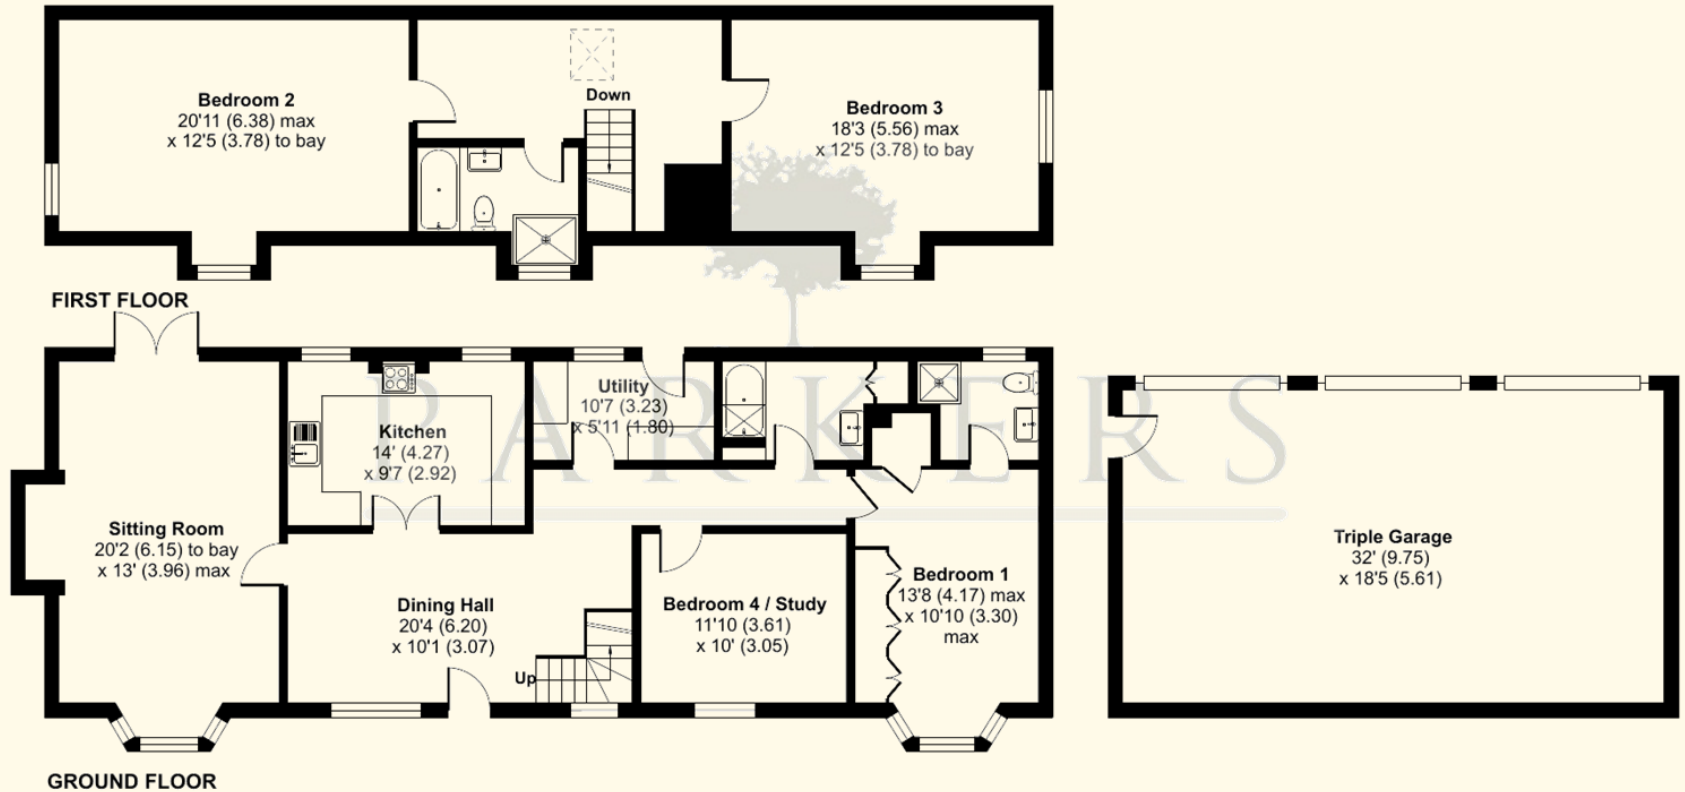 Bedroom 2
20'11 (6.38) max
x 12'5 (3.78) to bay
Down
Bedroom 3
18'3 (5.56) max
x 12'5 (3.78) to bay
FIRST FLOOR
PARKERS
Utility
10'7 (3.23)
x 5'11 (1.80)
Kitchen
14' (4.27)
x 9'7 (2.92)
Sitting Room
20'2 (6.15) to bay
x 13' (3.96) max
Dining Hall
20'4 (6.20)
x 10'1 (3.07)
Up
Bedroom 4 / Study
11'10 (3.61)
x 10' (3.05)
Bedroom 1
13'8 (4.17) max
x 10'10 (3.30)
max
Triple Garage
32' (9.75)
x 18'5 (5.61)
GROUND FLOOR